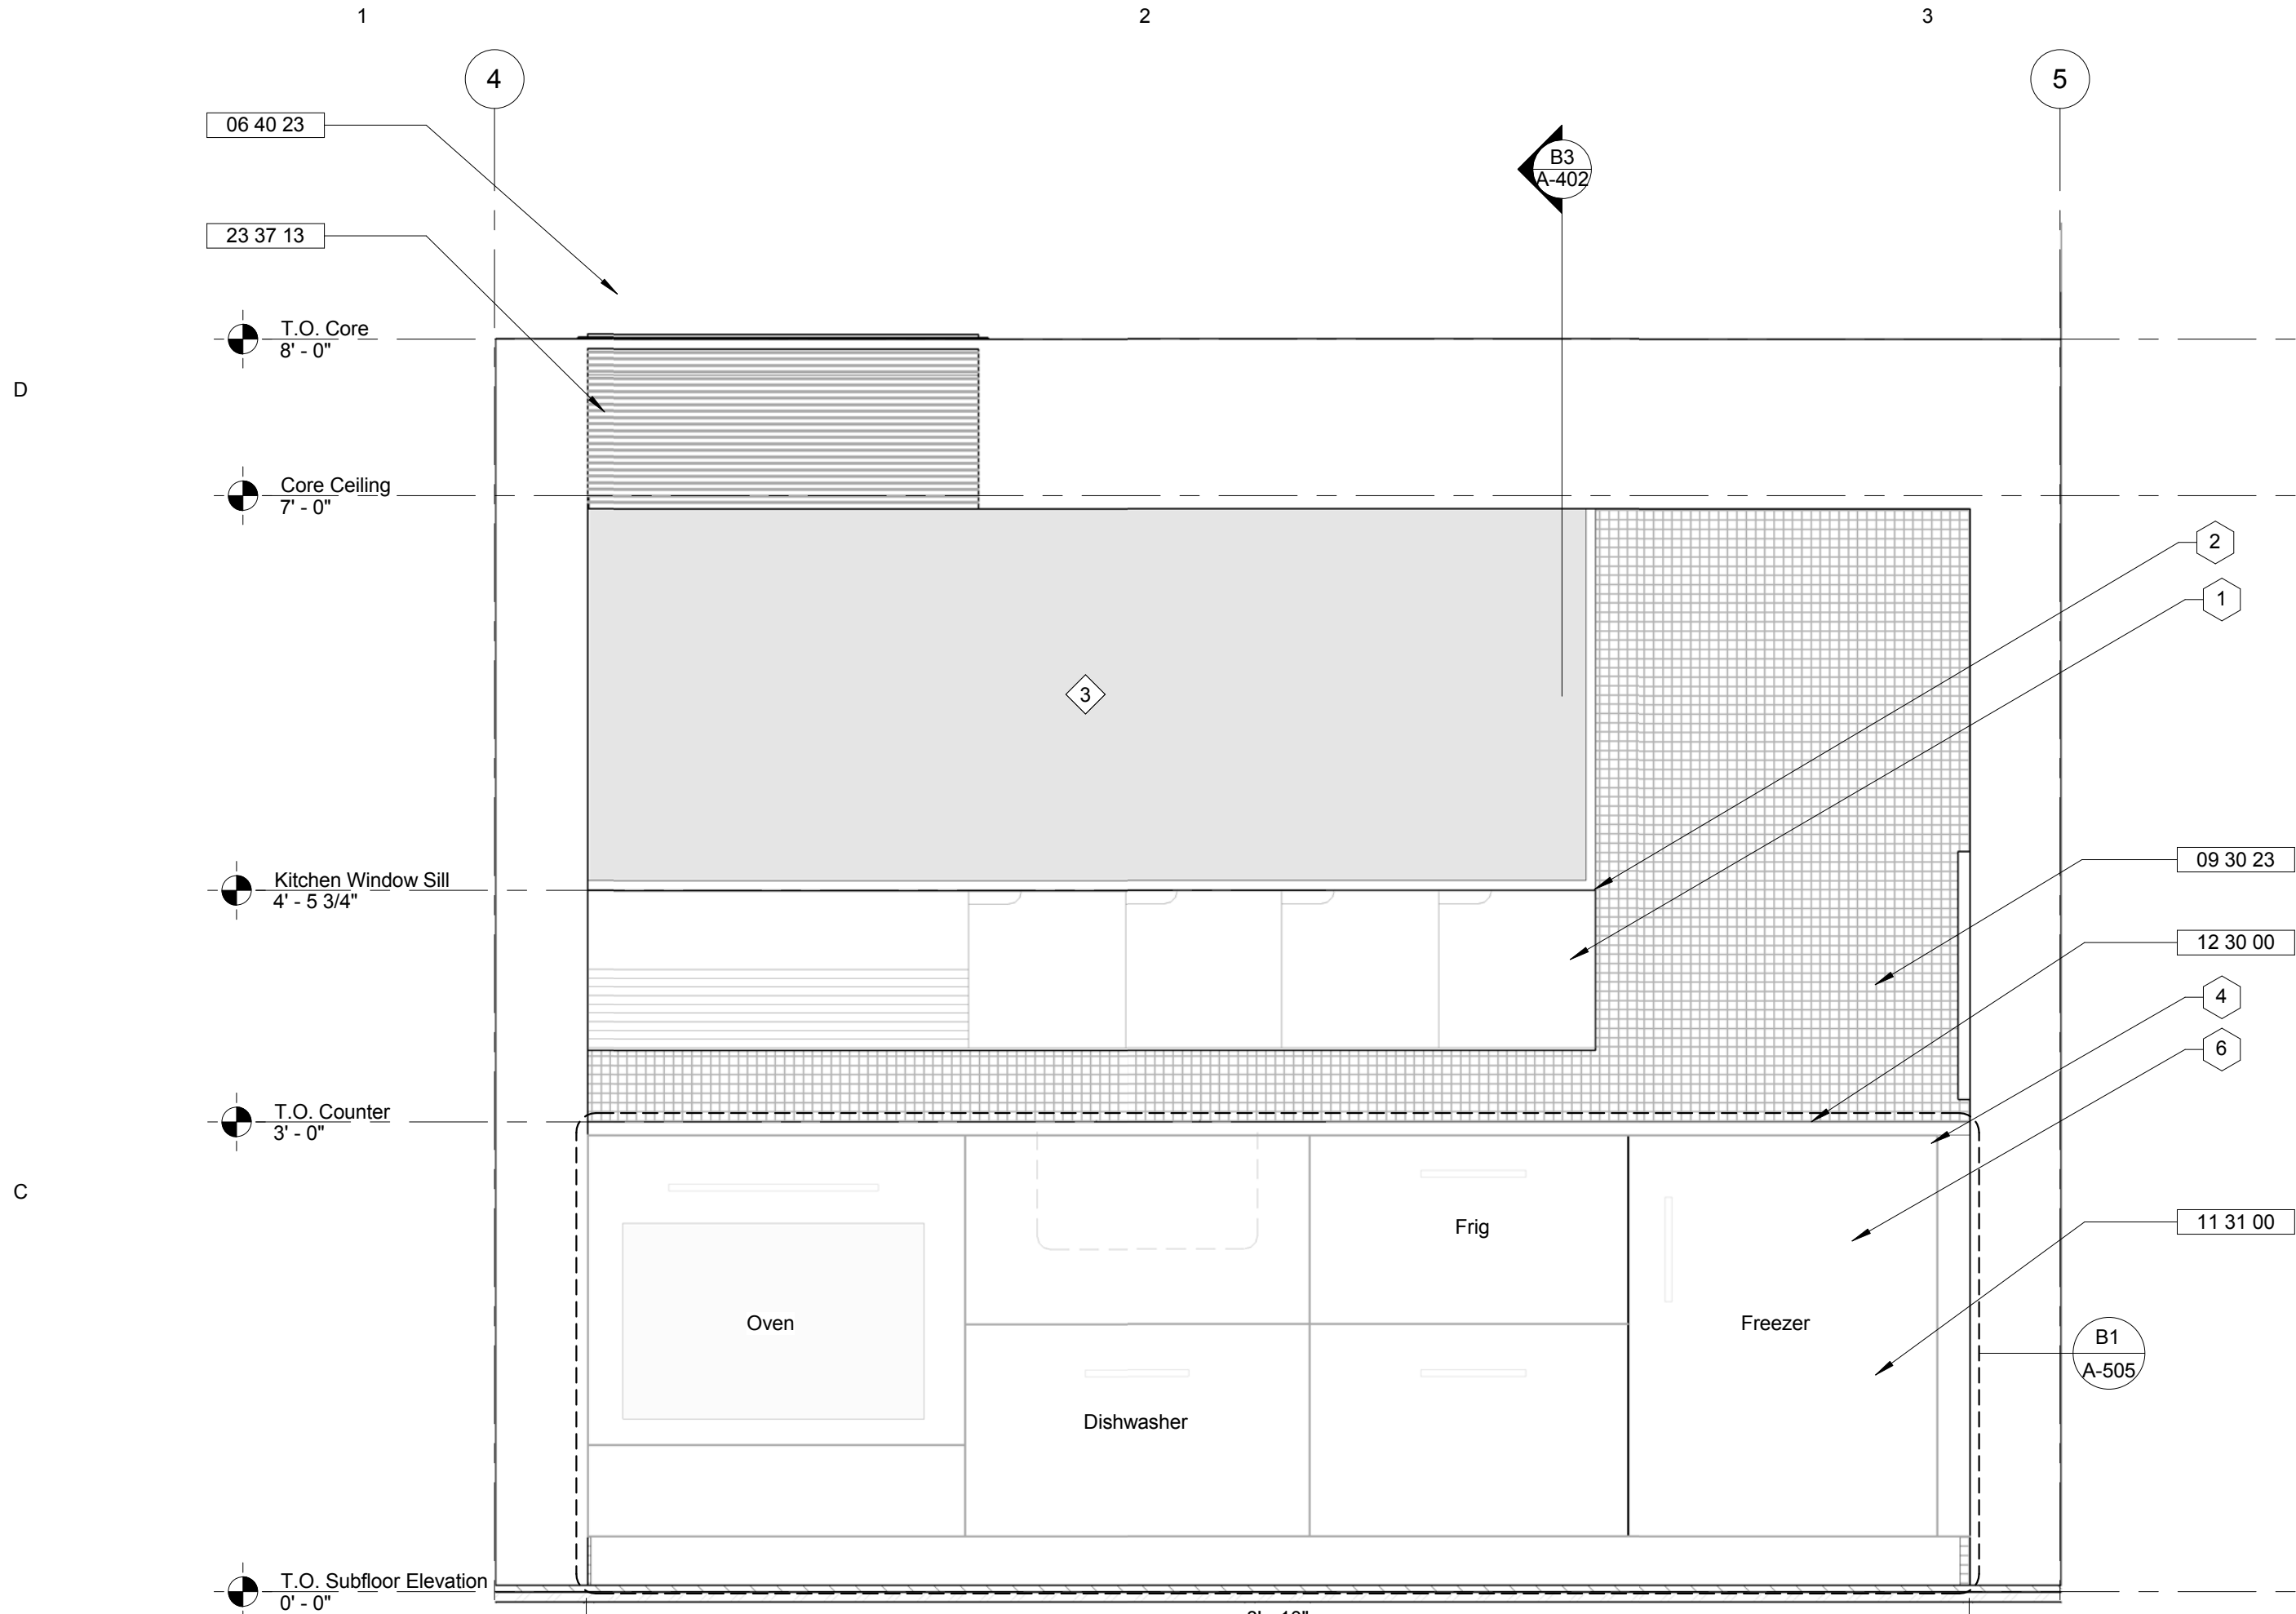 1
2
3
4
5
06 40 23
B3
A-402
23 37 13
T.O. Core
8' - 0"
D
Core Ceiling
7' - 0"
2
1
3
09 30 23
Kitchen Window Sill
4' - 5 3/4"
12 30 00
4
6
T.O. Counter
3' - 0"
C
Frig
11 31 00
Oven
Freezer
B1
A-505
Dishwasher
T.O. Subfloor Elevation
0' - 0"